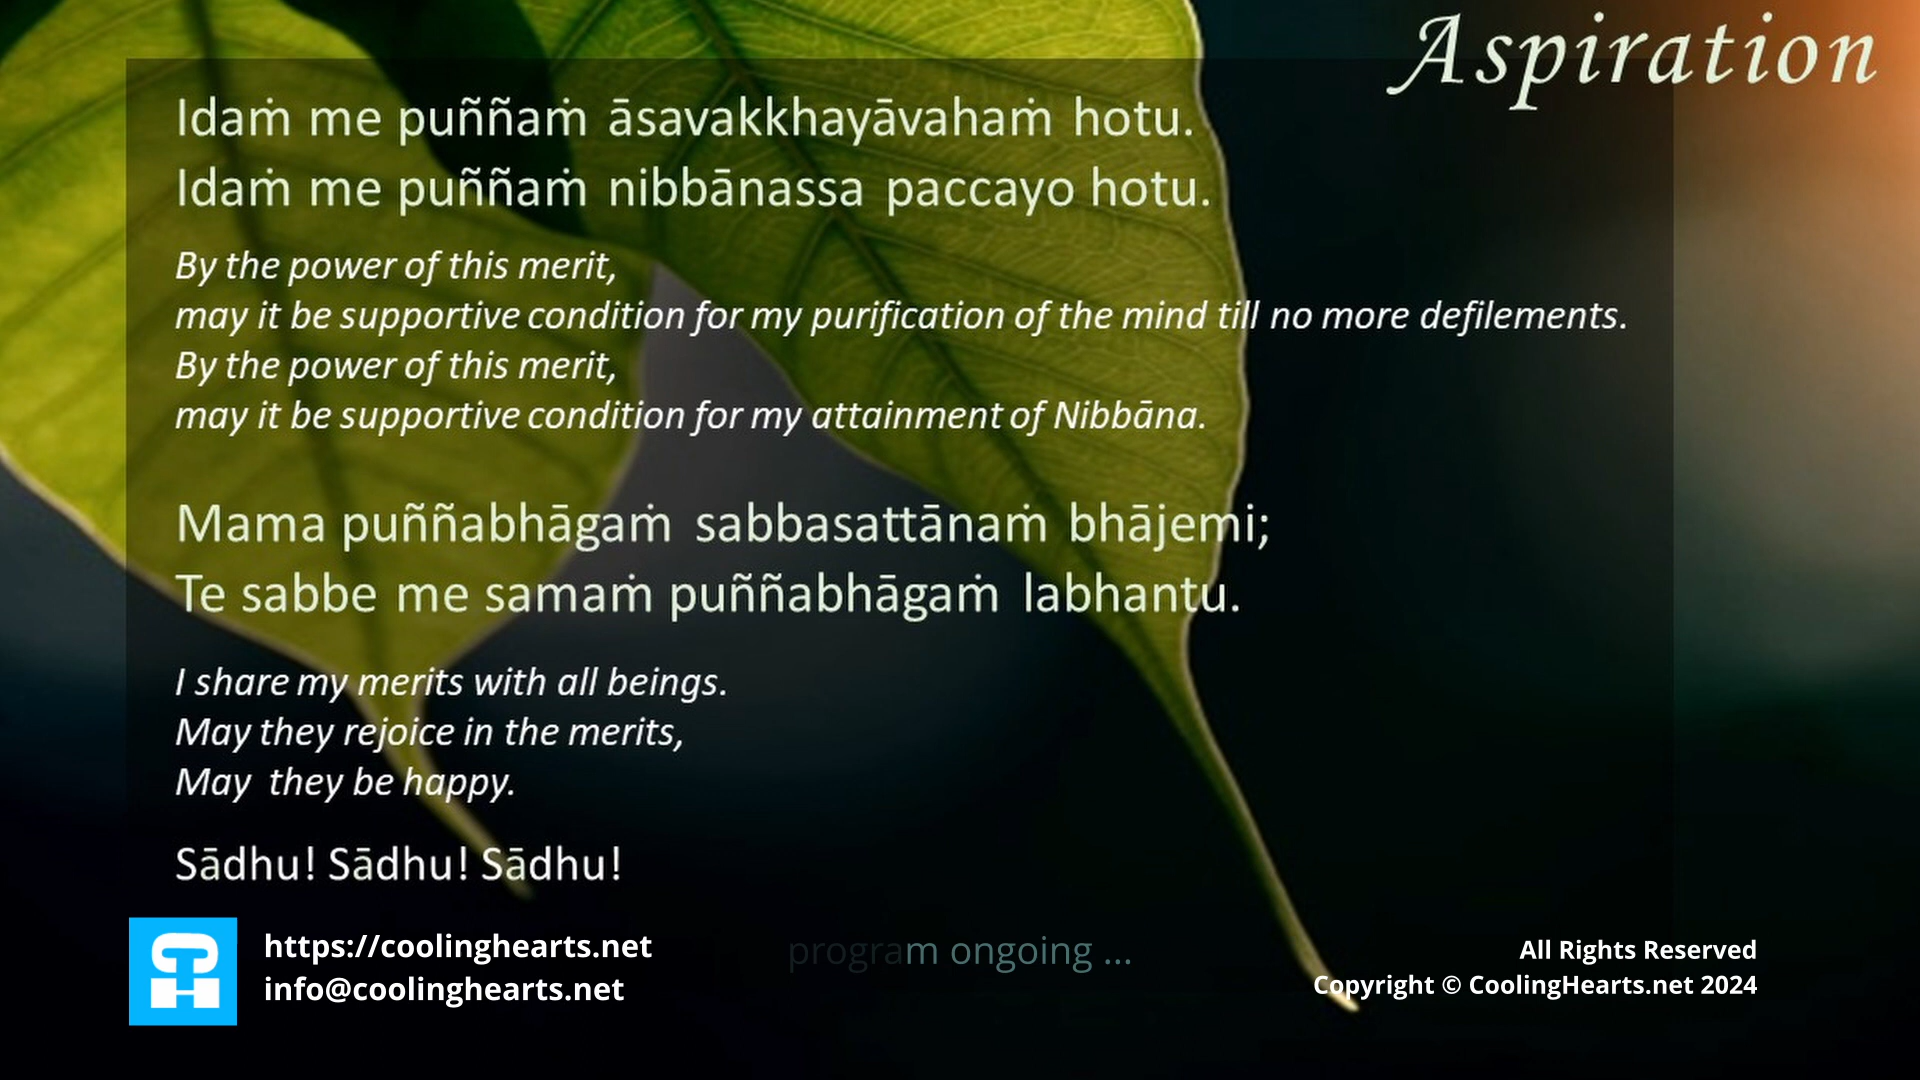 Aspiration
Idaṁ me puññaṁ āsavakkhayāvahaṁ hotu.
Idaṁ me puññaṁ nibbānassa paccayo hotu.
By the power of this merit,
may it be supportive condition for my purification of the mind till no more defilements.
By the power of this merit,
may it be supportive condition for my attainment of Nibbāna.
Mama puññabhāgaṁ sabbasattānaṁ bhājemi;
Te sabbe me samaṁ puññabhāgaṁ labhantu.
I share my merits with all beings.
May they rejoice in the merits,
May they be happy.
Sādhu! Sādhu! Sādhu!
https://coolinghearts.net
info@coolinghearts.net
program ongoing ...
All Rights Reserved
Copyright © CoolingHearts.net 2024